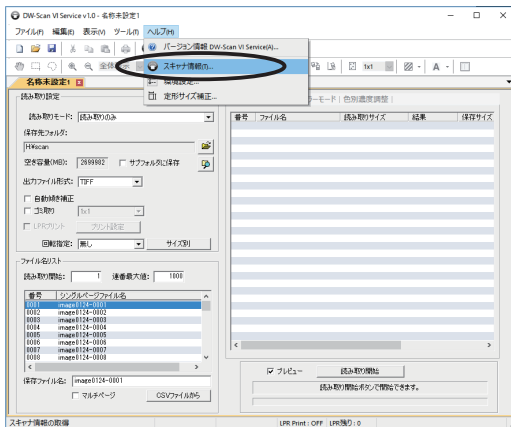 DW-Scan VI Service v1.0 - 名称未設定1
ファイル(F) 編集(E) 表示(V) ツール(T) ヘルプ(H)
バージョン情報 DW-Scan VI Service(A)...
スキャナ情報(I)...
環境設定...
定形サイズ補正...
全体
1x1
A
名称未設定1
読み取り設定
読み取りモード: 読み取りのみ
保存先フォルダ:
H:¥scan
空き容量(MB): 2699982 サブフォルダに保存
出力ファイル形式: TIFF
自動傾き補正
ゴミ取り 1x1
LPRプリント プリント設定
回転指定: 無し サイズ別
ファイル名リスト
読み取り開始: 1 連番最大値: 1000
番号 シングルページファイル名
0001 image0124-0001
0002 image0124-0002
0003 image0124-0003
0004 image0124-0004
0005 image0124-0005
0006 image0124-0006
0007 image0124-0007
0008 image0124-0008
保存ファイル名: image0124-0001
マルチページ CSVファイルから
ラーモード 色別濃度調整
番号 ファイル名 読み取りサイズ 結果 保存サイズ
プレビュー 読み取り開始
読み取り開始ボタンで開始できます。
スキャナ情報の取得 LPR Print : OFF LPR残り : 0